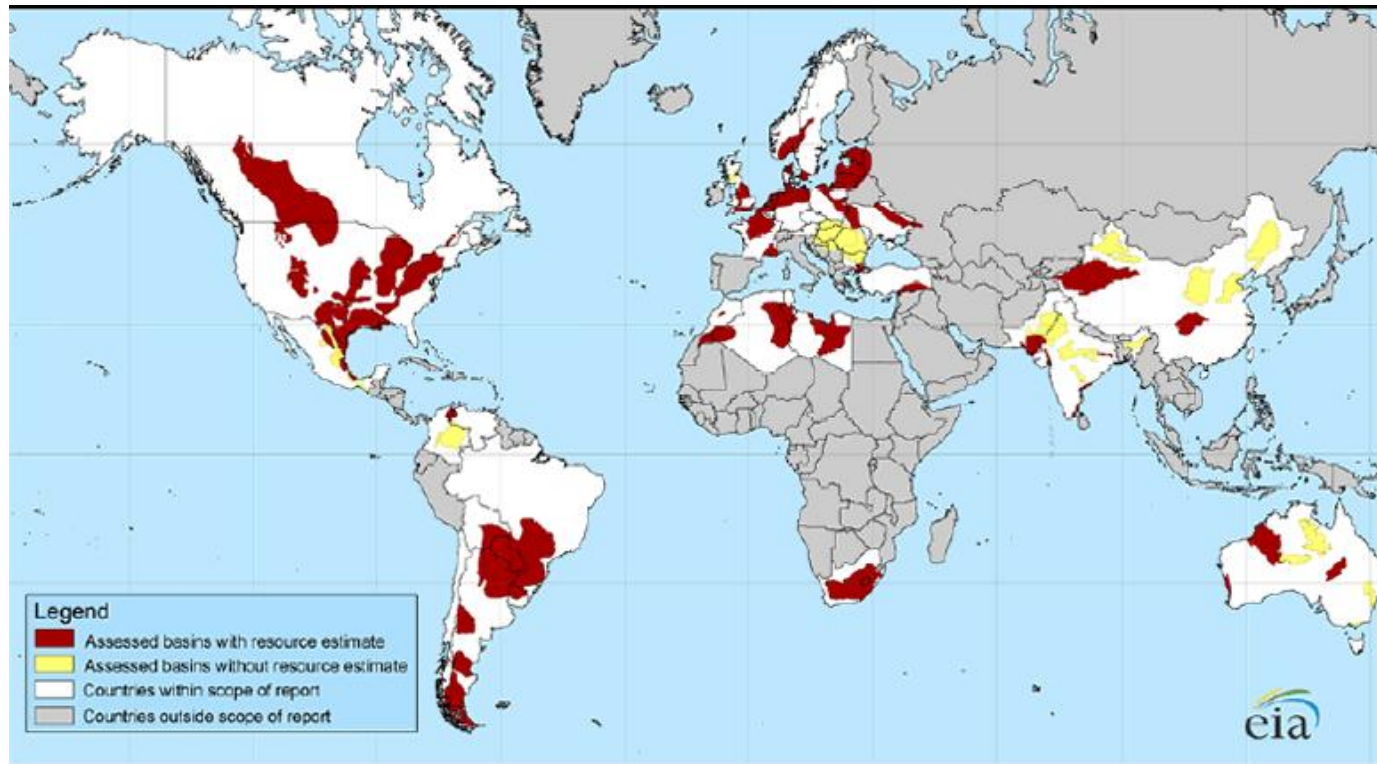 Legend
Assessed basins with resource estimate
Assessed basins without resource estimate
Countries within scope of report
Countries outside scope of report
eia